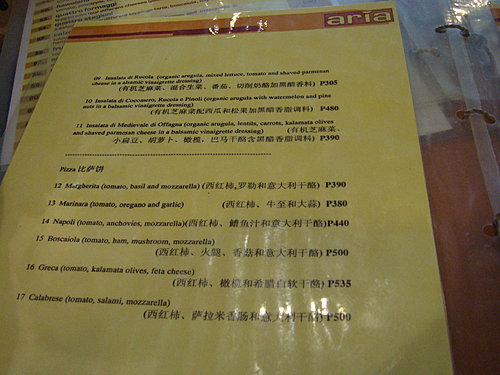 quattro formaggi
aria
09 Insalata di Rucola (organic arugula, mixed lettuce, tomato and shaved parmesan
cheese in a alsamic vinaigrette dressing)
(有机芝麻菜、混合生菜、番茄、切削奶酪加黑醋香料) P305
10 Insalata di Cocomero, Rucola e Pinoli (organic arugula with watermelon and pine
nuts in a balsamic vinaigrette dressing)
(有机芝麻菜配西瓜和松果加黑醋香脂调料) P480
11 Insalata di Medievale di Offagna (organic arugula, lentils, carrots, kalamata olives
and shaved parmesan cheese in a balsamic vinaigrette dressing) (有机芝麻菜、
小扁豆、胡萝卜、橄榄，巴马干酪含黑醋香脂调料) P390
Pizza 比萨饼
12 Margherita (tomato, basil and mozzarella) (西红柿,罗勒和意大利干酪) P390
13 Marinara (tomato, oregano and garlic) (西红柿、牛至和大蒜) P380
14 Napoli (tomato, anchovies, mozzarella)(西红柿、鳍鱼汁和意大利干酪)P440
15 Boscaiola (tomato, ham, mushroom, mozzarella)
(西红柿、火腿、香菇和意大利干酪) P500
16 Greca (tomato, kalamata olives, feta cheese)
(西红柿、橄榄和希腊白软干酪) P535
17 Calabrese (tomato, salami, mozzarella)
(西红柿、萨拉米香肠和意大利干酪) P500